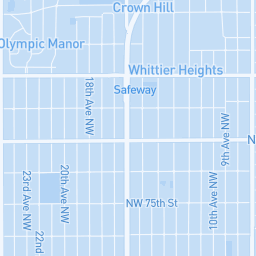 Crown Hill
Olympic Manor
Whittier Heights
Safeway
18th Ave NW
9th Ave NW
N
20th Ave NW
23rd Ave NW
10th Ave NW
NW 75th St
22nd